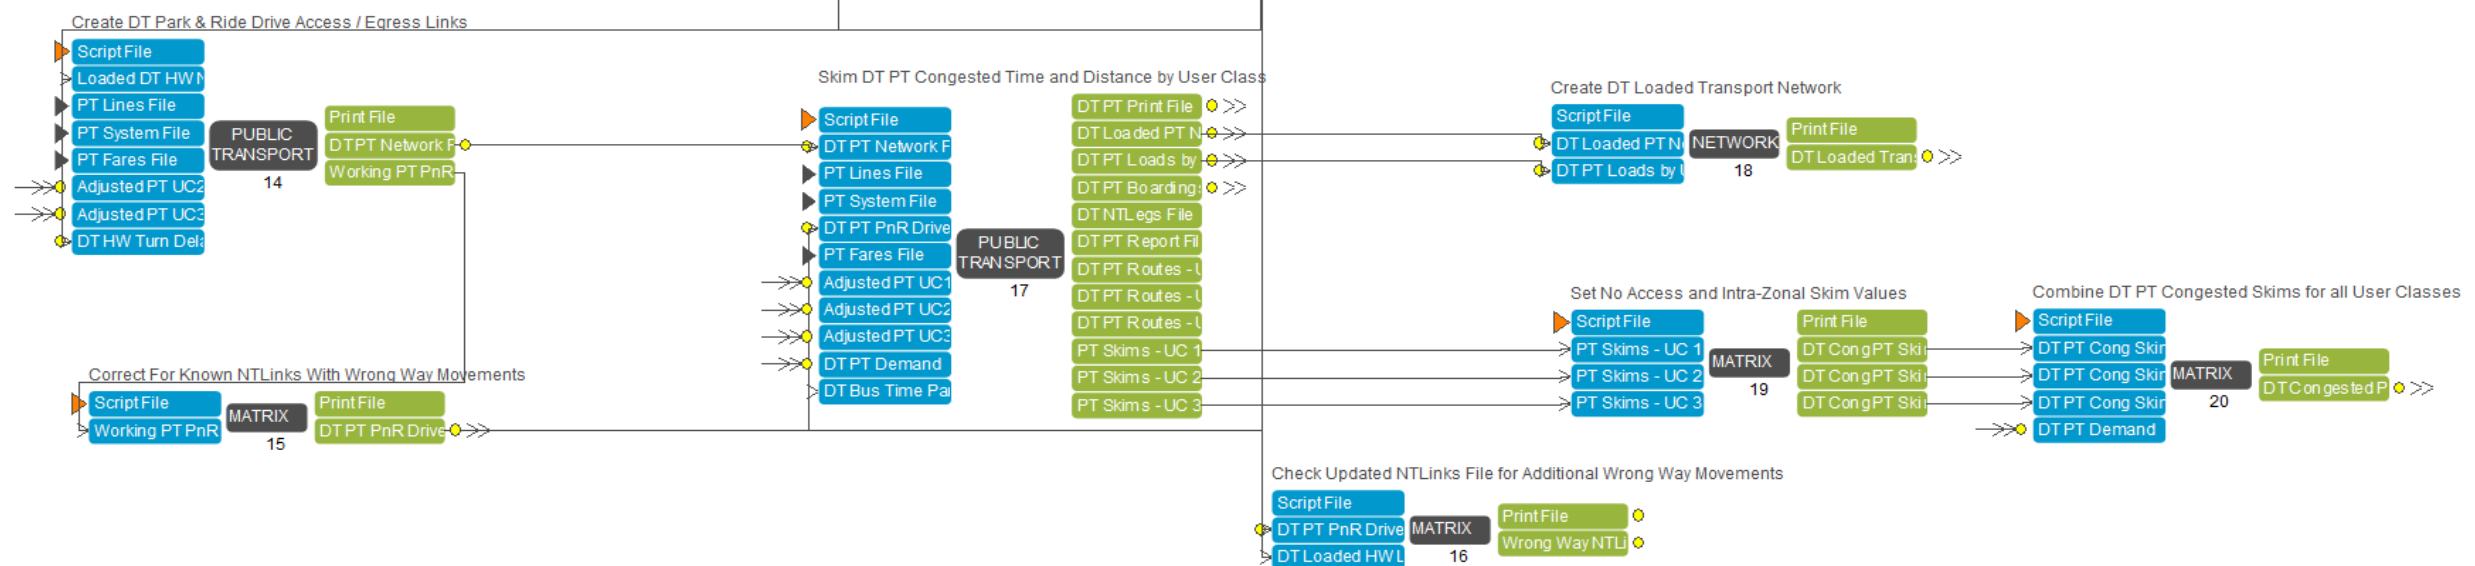 Create DT Park & Ride Drive Access / Egress Links
Script File
Loaded DT HW N
PT Lines File
PT System File
PT Fares File
Adjusted PT UC2
Adjusted PT UC3
DT HW Turn Dela
PUBLIC
TRANSPORT
14
Print File
DT PT Network F
Working PT PnR
Correct For Known NTLinks With Wrong Way Movements
Script File
Working PT PnR
MATRIX
15
Print File
DT PT PnR Drive
Skim DT PT Congested Time and Distance by User Class
Script File
DT PT Network F
PT Lines File
PT System File
DT PT PnR Drive
PT Fares File
Adjusted PT UC1
Adjusted PT UC2
Adjusted PT UC3
DT PT Demand
DT Bus Time Par
PUBLIC
TRANSPORT
17
DT PT Print File
DT Loaded PT N
DT PT Loads by
DT PT Boardings
DT NTLegs File
DT PT Report Fil
DT PT Routes - U
DT PT Routes - U
DT PT Routes - U
PT Skims - UC 1
PT Skims - UC 2
PT Skims - UC 3
Create DT Loaded Transport Network
Script File
DT Loaded PT Ne
DT PT Loads by U
NETWORK
18
Print File
DT Loaded Trans
Set No Access and Intra-Zonal Skim Values
Script File
PT Skims - UC 1
PT Skims - UC 2
PT Skims - UC 3
MATRIX
19
Print File
DT Cong PT Skir
DT Cong PT Skir
DT Cong PT Skir
Combine DT PT Congested Skims for all User Classes
Script File
DT PT Cong Skin
DT PT Cong Skin
DT PT Cong Skin
DT PT Demand
MATRIX
20
Print File
DT Congested P
Check Updated NTLinks File for Additional Wrong Way Movements
Script File
DT PT PnR Drive
DT Loaded HW L
MATRIX
16
Print File
Wrong Way NTLi